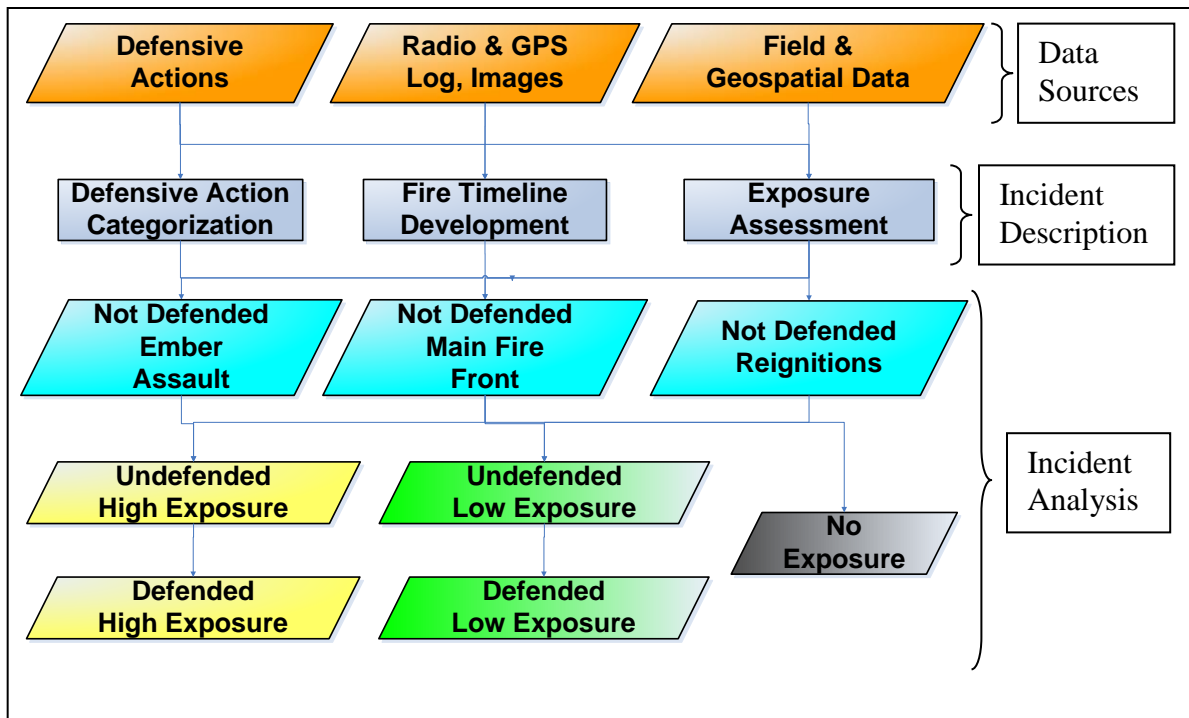 Defensive
Actions
Radio & GPS
Log, Images
Field &
Geospatial Data
Data
Sources
Defensive Action
Categorization
Fire Timeline
Development
Exposure
Assessment
Incident
Description
Not Defended
Ember
Assault
Not Defended
Main Fire
Front
Not Defended
Reignitions
Undefended
High Exposure
Undefended
Low Exposure
No
Exposure
Incident
Analysis
Defended
High Exposure
Defended
Low Exposure